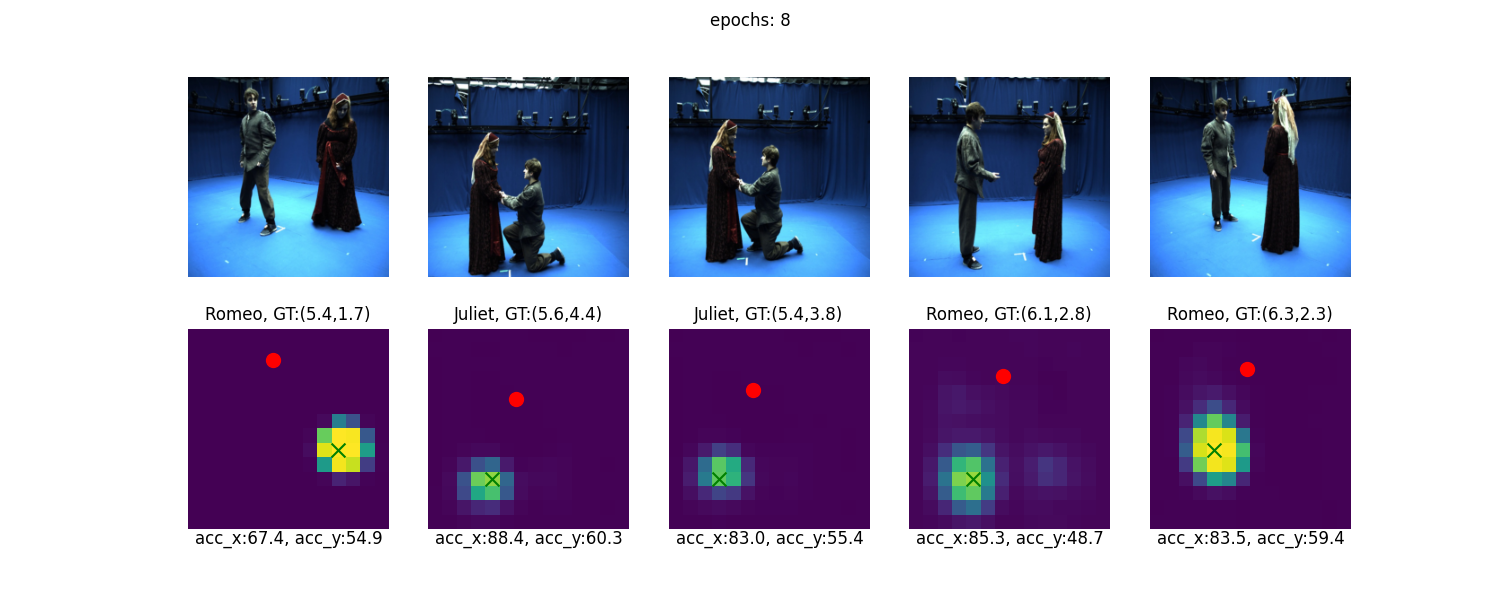 epochs: 8
Romeo, GT:(5.4,1.7)
Juliet, GT:(5.6,4.4)
Juliet, GT:(5.4,3.8)
Romeo, GT:(6.1,2.8)
Romeo, GT:(6.3,2.3)
acc_x:67.4, acc_y:54.9
acc_x:88.4, acc_y:60.3
acc_x:83.0, acc_y:55.4
acc_x:85.3, acc_y:48.7
acc_x:83.5, acc_y:59.4